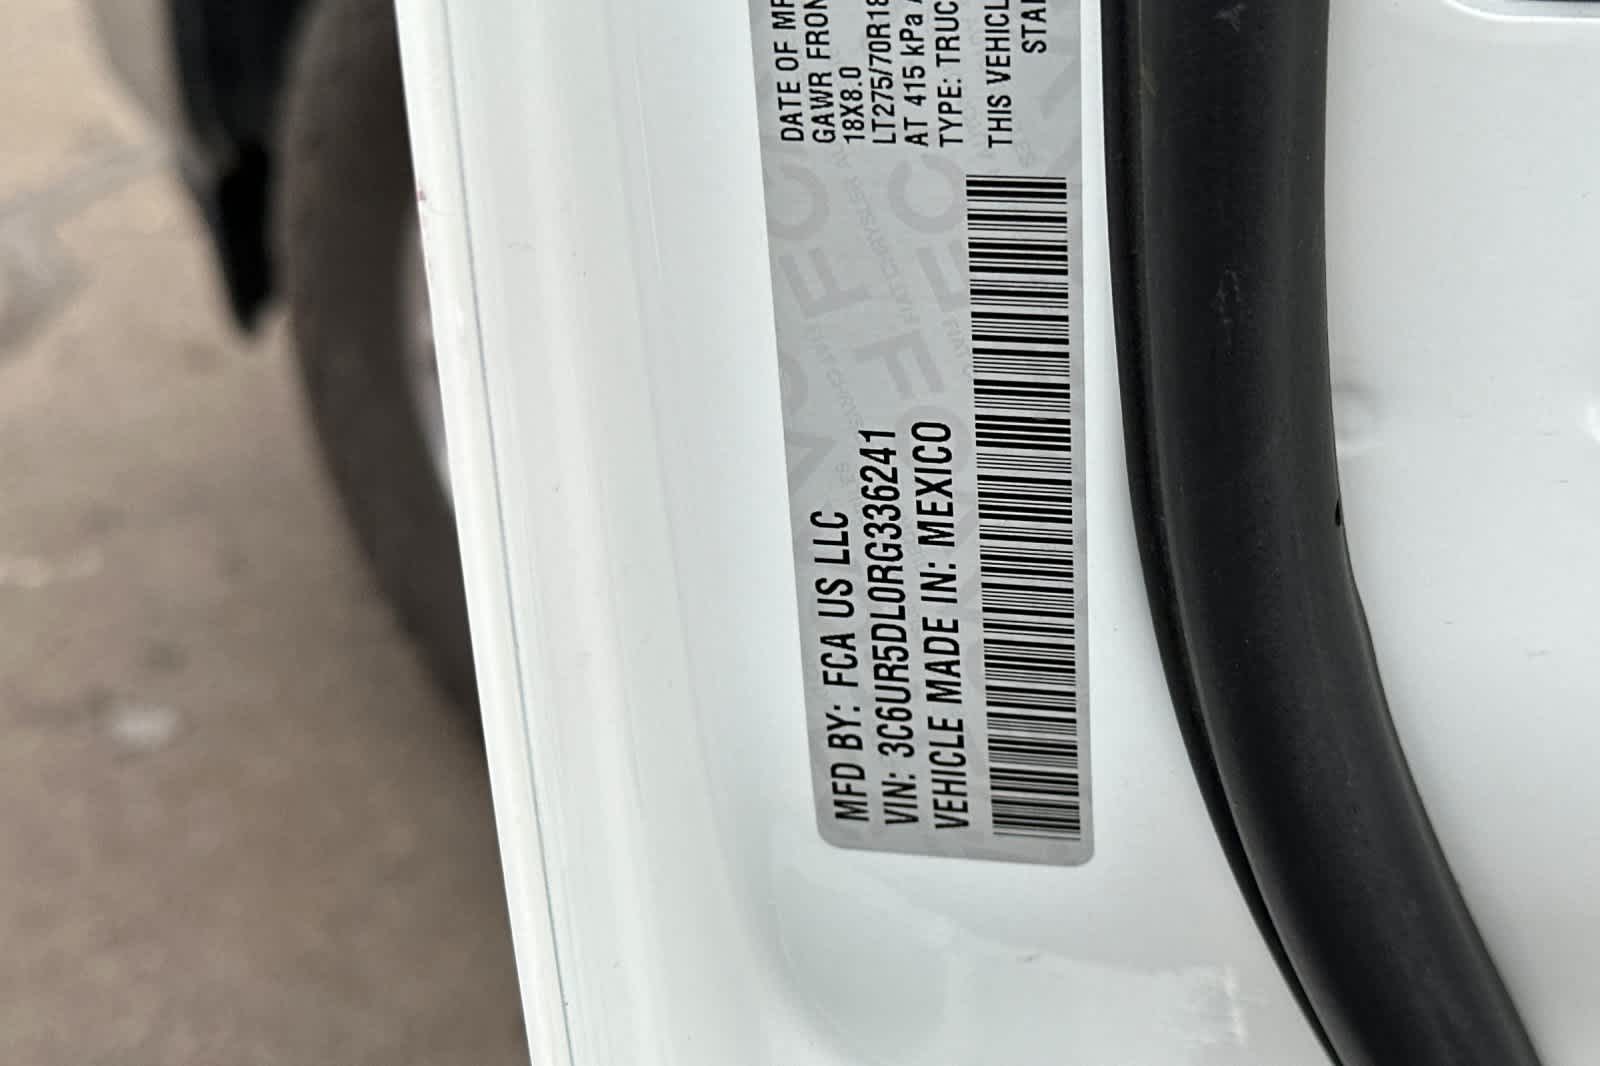 MFD BY: FCA US LLC
VIN: 3C6UR5DL0RG336241
VEHICLE MADE IN: MEXICO
DATE OF
GAWR FRON
18X8.0
LT275/70R18
AT 415 kPa
TYPE: TRUC
THIS VEHICL
STA